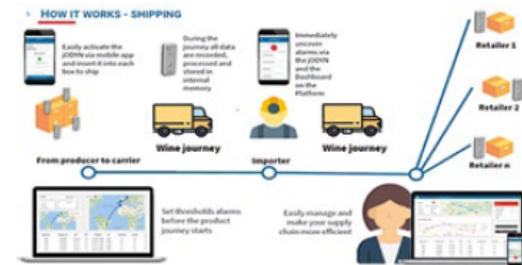 HOW IT WORKS - SHIPPING
Easily activate the
jODYN via mobile app
and insert it into each
box to ship
During the
journey all data
are recorded,
processed and
stored in
internal
memory
Immediately
uncover
alarms via
the jODYN
and the
Dashboard
on the
Platform
Retailer 1
Retailer 2
Retailer n
Wine journey
Wine journey
From producer to carrier
Importer
Set thresholds alarms
before the product
journey starts
Easily manage and
make your supply
chain more efficient